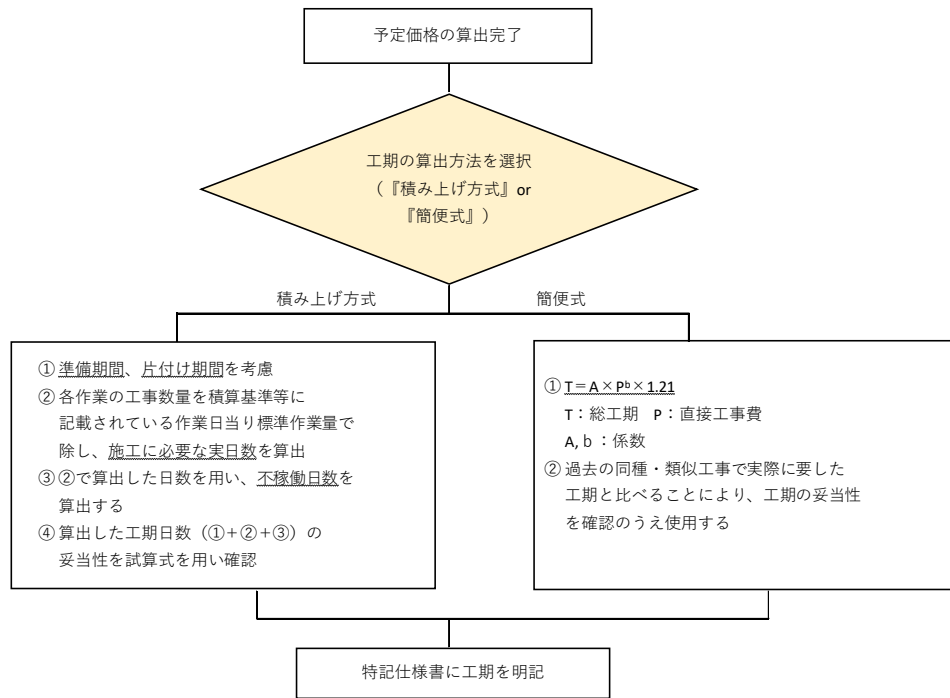 予定価格の算出完了
工期の算出方法を選択
（『積み上げ方式』or
『簡便式』）
積み上げ方式
簡便式
① 準備期間、片付け期間を考慮
② 各作業の工事数量を積算基準等に
記載されている作業日当り標準作業量で
除し、施工に必要な実日数を算出
③ ②で算出した日数を用い、不稼働日数を
算出する
④ 算出した工期日数（①＋②＋③）の
妥当性を試算式を用い確認
① T＝A×Pᵇ×1.21
T：総工期　P：直接工事費
A,ｂ：係数
② 過去の同種・類似工事で実際に要した
工期と比べることにより、工期の妥当性
を確認のうえ使用する
特記仕様書に工期を明記